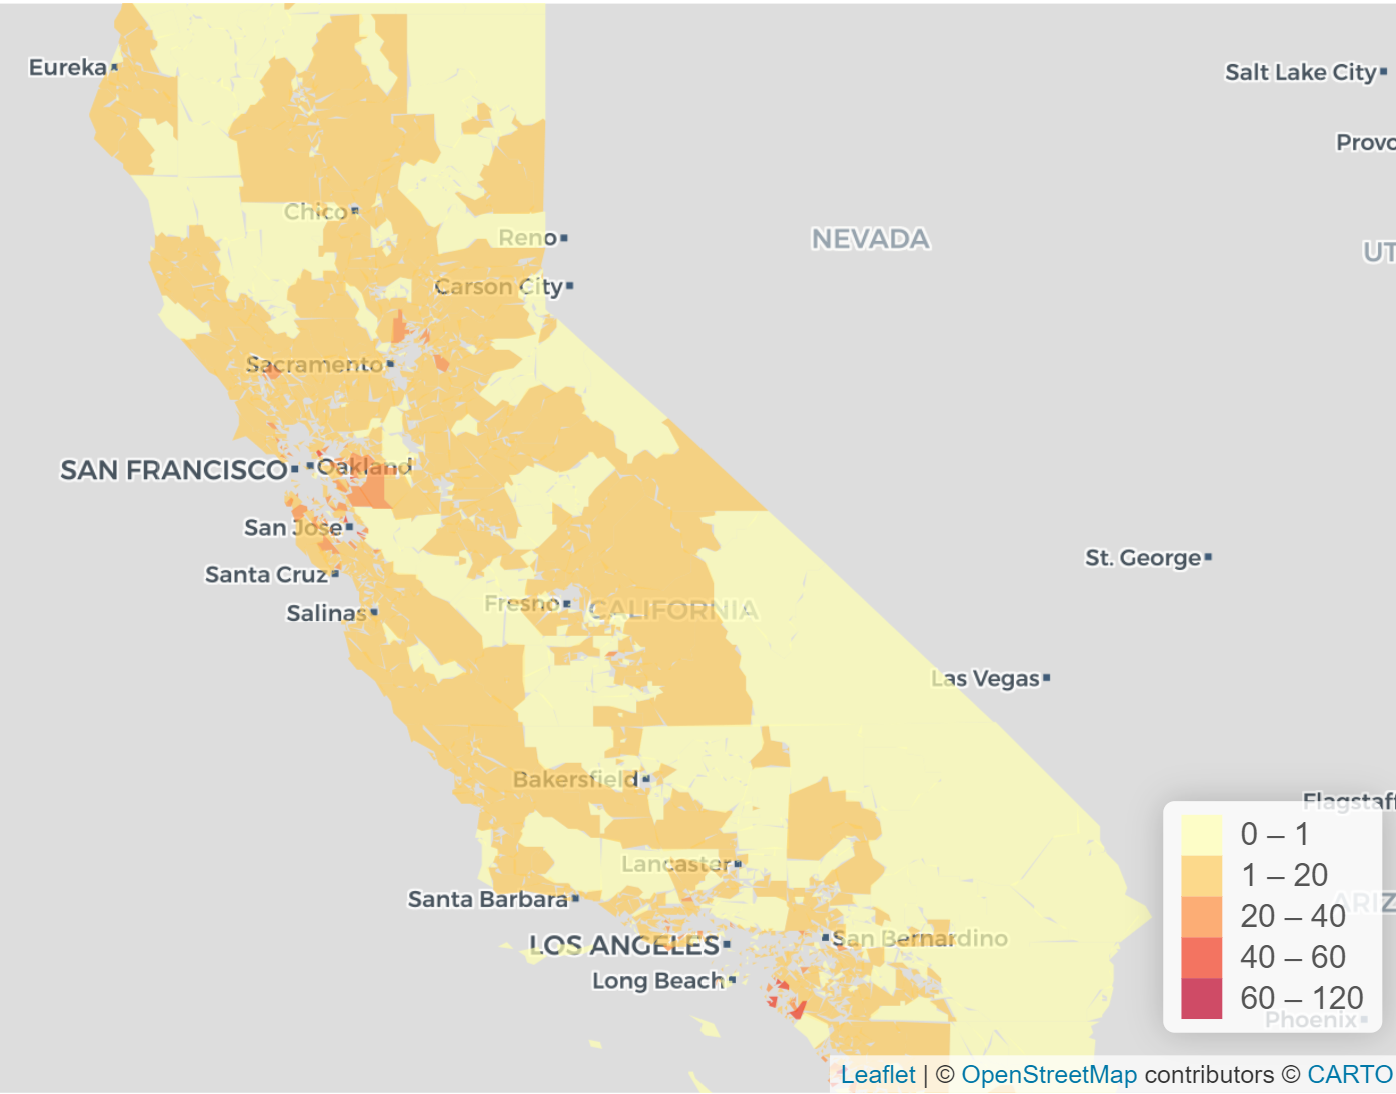 Eureka
Salt Lake City
Provo
Chico
Reno
NEVADA
UT
Carson City
Sacramento
SAN FRANCISCO
Oakland
San Jose
St. George
Santa Cruz
Salinas
Fresno
CALIFORNIA
Las Vegas
Bakersfield
Flagstaff
Lancaster
Santa Barbara
ARIZ
LOS ANGELES
San Bernardino
Long Beach
Phoenix
0 – 1
1 – 20
20 – 40
40 – 60
60 – 120
Leaflet | © OpenStreetMap contributors © CARTO